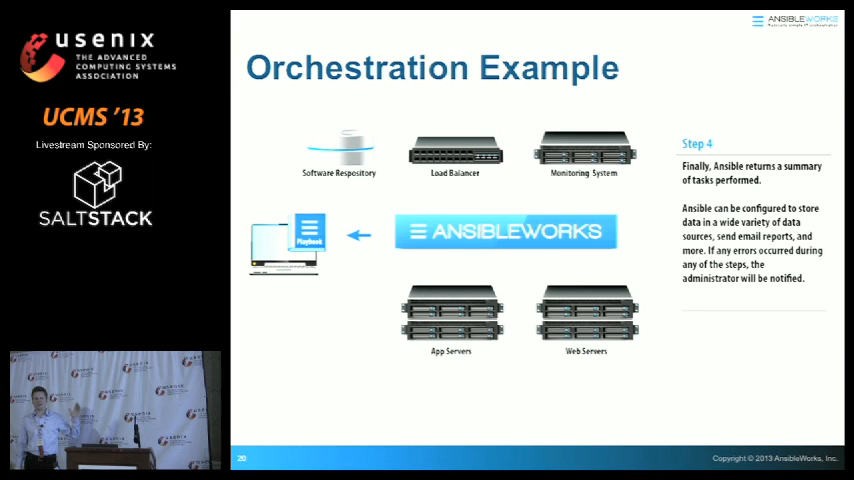 usenix
THE ADVANCED
COMPUTING SYSTEMS
ASSOCIATION
UCMS '13
Livestream Sponsored By:
SALTSTACK
ANSIBLEWORKS
Orchestration Example
Software Respository
Load Balancer
Monitoring System
Playbook
ANSIBLEWORKS
App Servers
Web Servers
Step 4
Finally, Ansible returns a summary
of tasks performed.
Ansible can be configured to store
data in a wide variety of data
sources, send email reports, and
more. If any errors occurred during
any of the steps, the
administrator will be notified.
20
Copyright © 2013 AnsibleWorks, Inc.
usenix